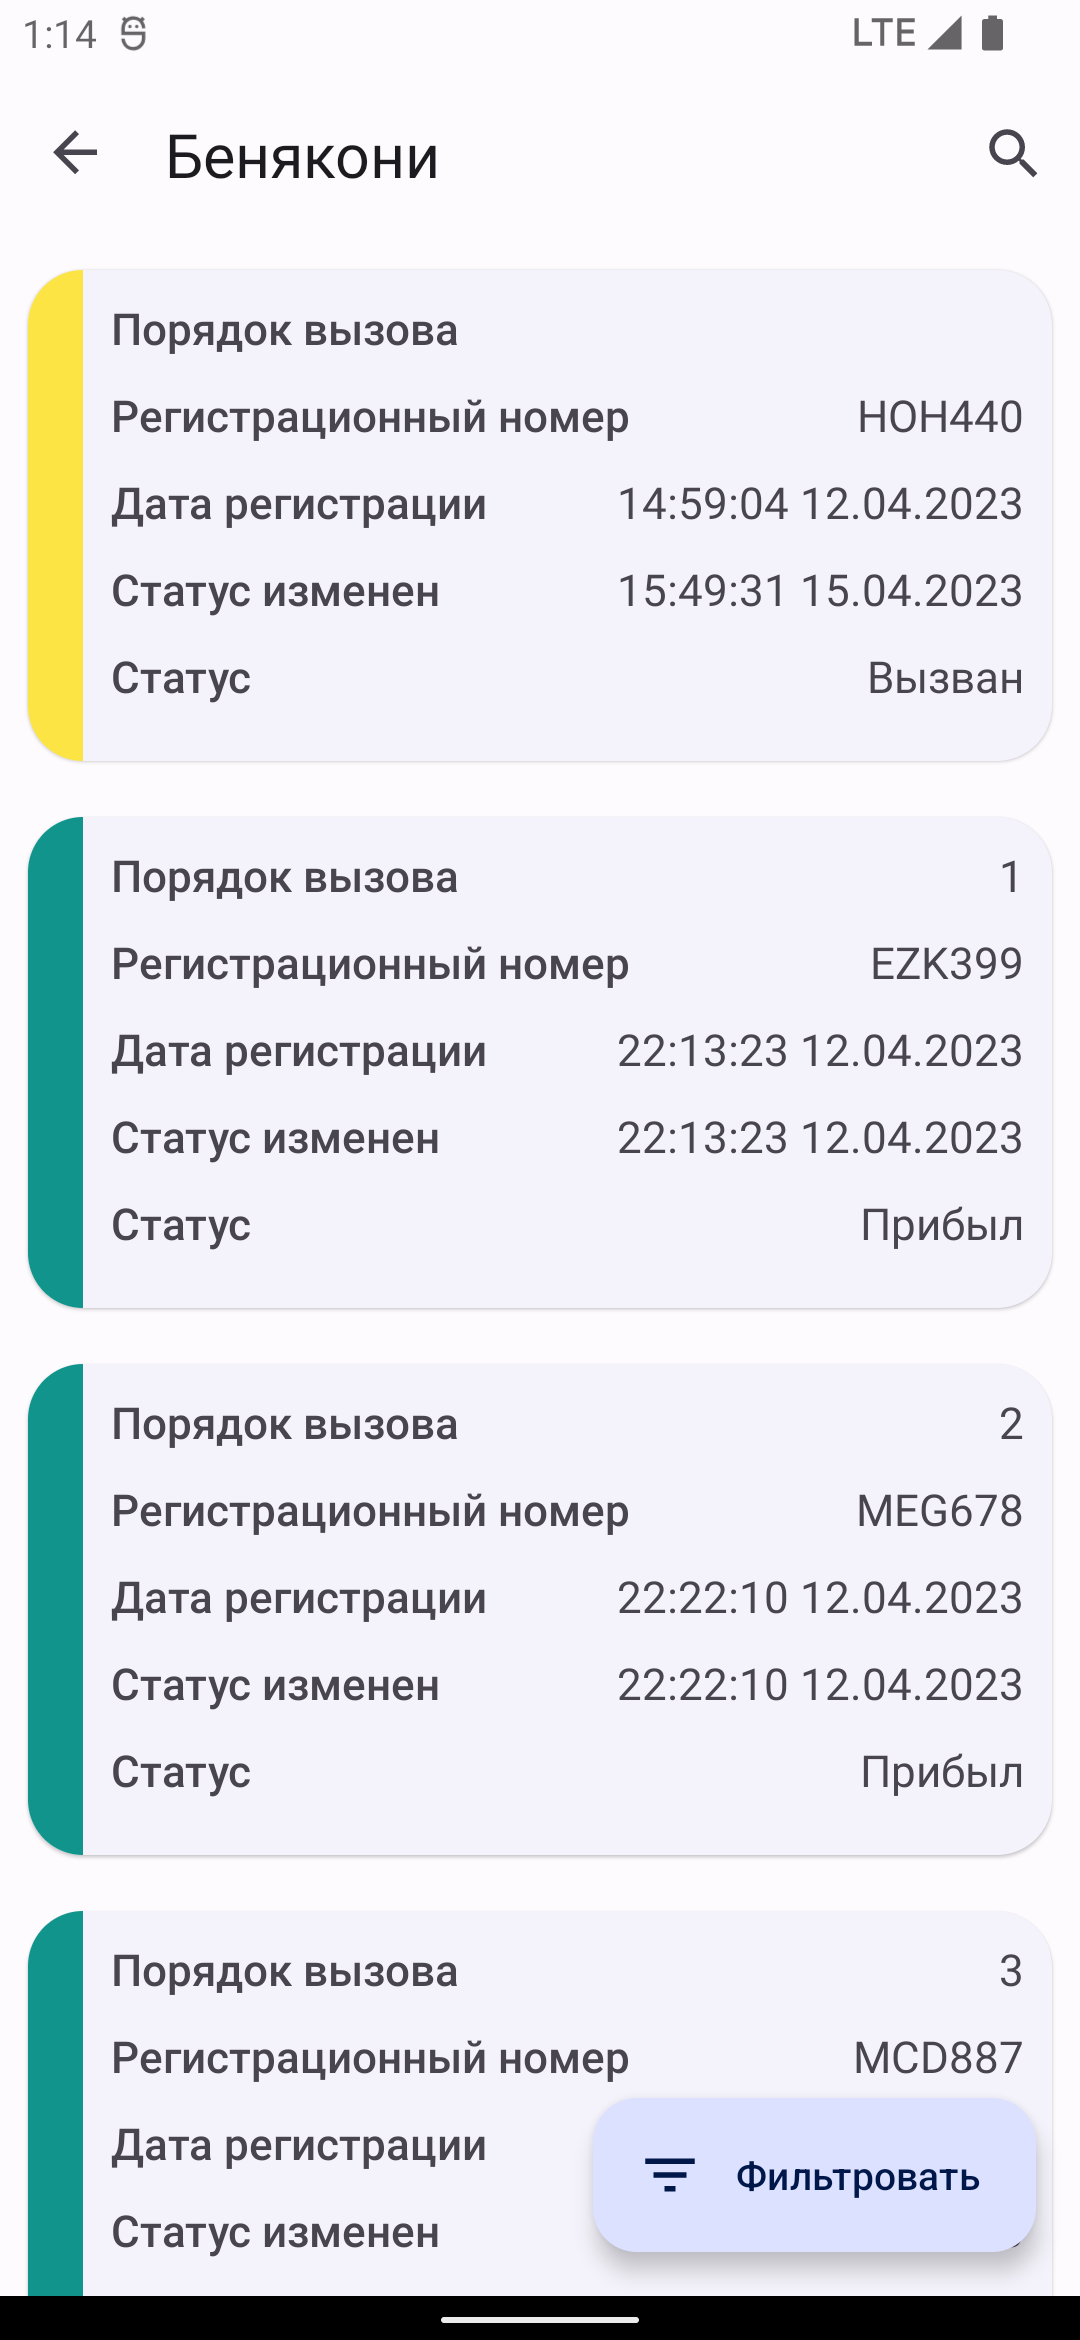 1:14 LTE
Бенякони
Порядок вызова
Регистрационный номер HOH440
Дата регистрации 14:59:04 12.04.2023
Статус изменен 15:49:31 15.04.2023
Статус Вызван
Порядок вызова 1
Регистрационный номер EZK399
Дата регистрации 22:13:23 12.04.2023
Статус изменен 22:13:23 12.04.2023
Статус Прибыл
Порядок вызова 2
Регистрационный номер MEG678
Дата регистрации 22:22:10 12.04.2023
Статус изменен 22:22:10 12.04.2023
Статус Прибыл
Порядок вызова 3
Регистрационный номер MCD887
Дата регистрации
Фильтровать
Статус изменен